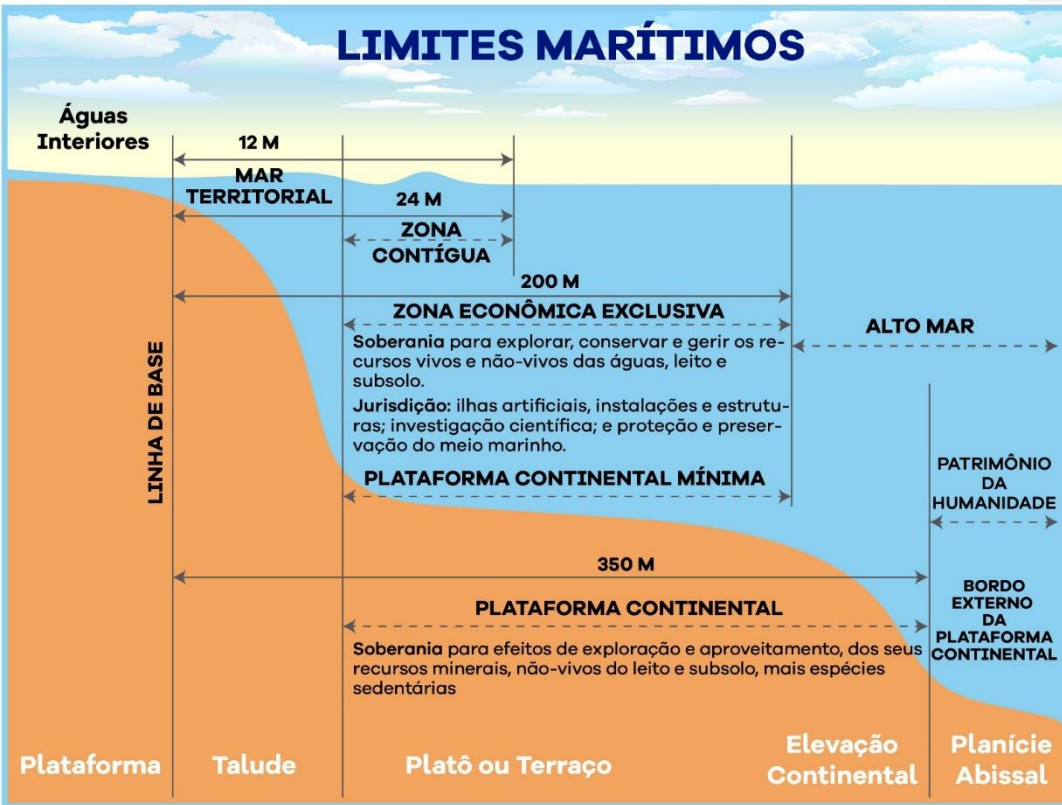 LIMITES MARÍTIMOS
Águas
Interiores
12 M
MAR
TERRITORIAL
24 M
ZONA
CONTÍGUA
200 M
ZONA ECONÔMICA EXCLUSIVA
Soberania para explorar, conservar e gerir os re-
cursos vivos e não-vivos das águas, leito e
subsolo.
Jurisdição: ilhas artificiais, instalações e estrutu-
ras; investigação científica; e proteção e preser-
vação do meio marinho.
ALTO MAR
LINHA DE BASE
PLATAFORMA CONTINENTAL MÍNIMA
PATRIMÔNIO
DA
HUMANIDADE
350 M
PLATAFORMA CONTINENTAL
Soberania para efeitos de exploração e aproveitamento, dos seus
recursos minerais, não-vivos do leito e subsolo, mais espécies
sedentárias
BORDO
EXTERNO
DA
PLATAFORMA
CONTINENTAL
Plataforma
Talude
Platô ou Terraço
Elevação
Continental
Planície
Abissal